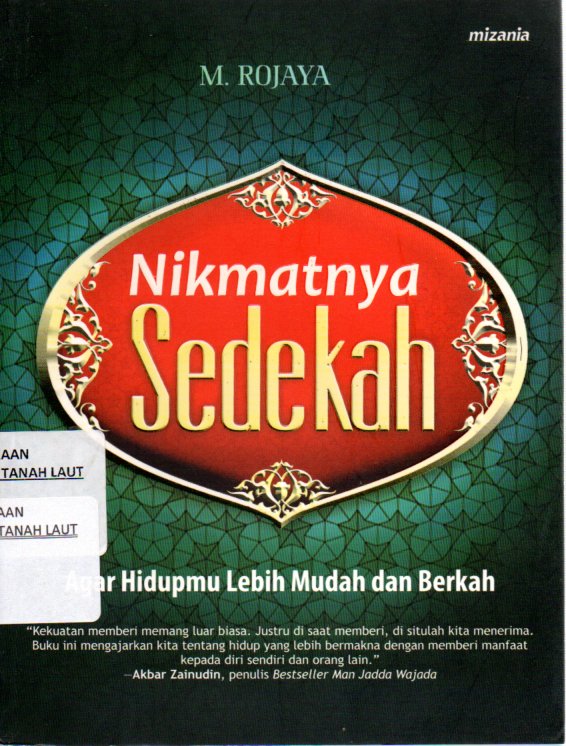 mizania
M. ROJAYA
Nikmatnya
Sedekah
AAN
TANAH LAUT
AAN
TANAH LAUT
Agar Hidupmu Lebih Mudah dan Berkah
“Kekuatan memberi memang luar biasa. Justru di saat memberi, di situlah kita menerima.
Buku ini mengajarkan kita tentang hidup yang lebih bermakna dengan memberi manfaat
kepada diri sendiri dan orang lain.”
—Akbar Zainudin, penulis Bestseller Man Jadda Wajada